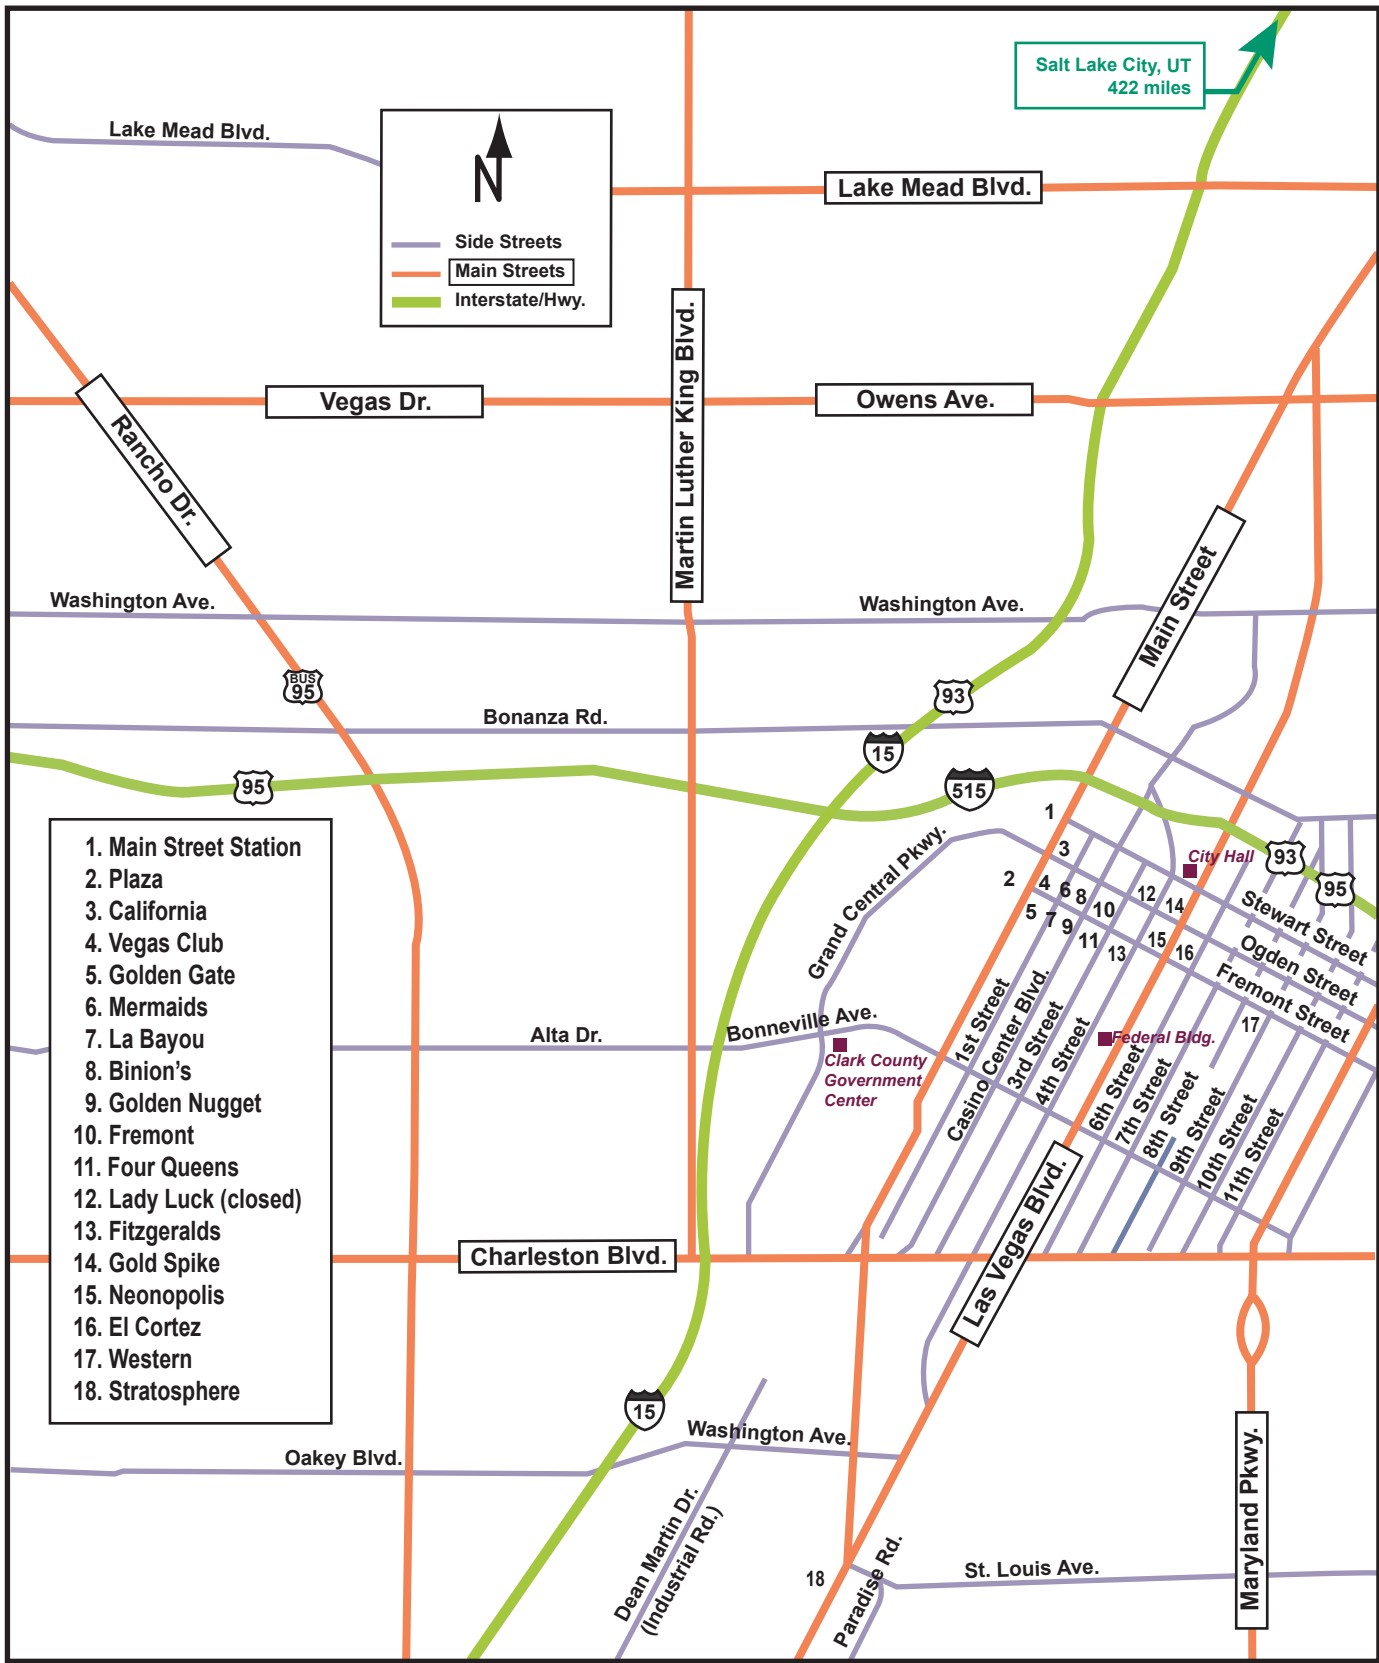 Salt Lake City, UT
422 miles
Lake Mead Blvd.
N
Side Streets
Main Streets
Interstate/Hwy.
Lake Mead Blvd.
Martin Luther King Blvd.
Vegas Dr.
Owens Ave.
Rancho Dr.
Main Street
Washington Ave.
Washington Ave.
BUS
95
93
Bonanza Rd.
15
95
515
1. Main Street Station
2. Plaza
3. California
4. Vegas Club
5. Golden Gate
6. Mermaids
7. La Bayou
8. Binion's
9. Golden Nugget
10. Fremont
11. Four Queens
12. Lady Luck (closed)
13. Fitzgeralds
14. Gold Spike
15. Neonopolis
16. El Cortez
17. Western
18. Stratosphere
1
3
2
4
6
8
5
7
9
10
11
12
13
14
15
16
17
City Hall
93
95
Grand Central Pkwy.
Stewart Street
Ogden Street
Fremont Street
Alta Dr.
Bonneville Ave.
Clark County
Government
Center
Federal Bldg.
1st Street
Casino Center Blvd.
3rd Street
4th Street
6th Street
7th Street
8th Street
9th Street
10th Street
11th Street
Las Vegas Blvd.
Charleston Blvd.
15
Washington Ave.
Oakey Blvd.
Dean Martin Dr.
(Industrial Rd.)
18
Paradise Rd.
St. Louis Ave.
Maryland Pkwy.